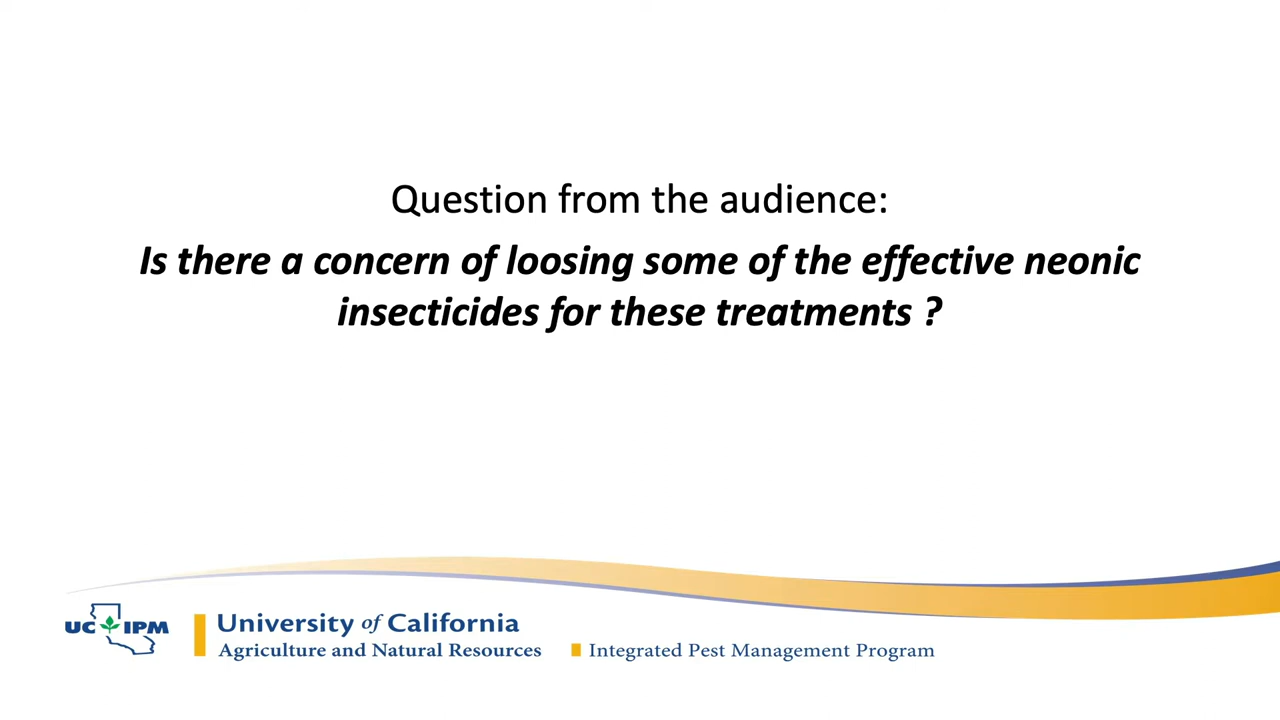 Question from the audience:
Is there a concern of loosing some of the effective neonic
insecticides for these treatments ?
UC IPM
University of California
Agriculture and Natural Resources
Integrated Pest Management Program